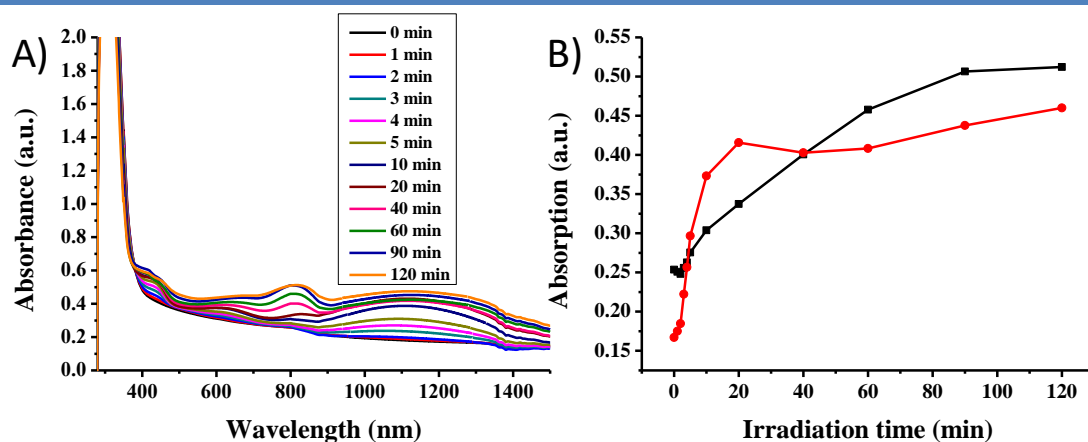 A)
Absorbance (a.u.)
2.0
1.8
1.6
1.4
1.2
1.0
0.8
0.6
0.4
0.2
0.0
400 600 800 1000 1200 1400
Wavelength (nm)
0 min
1 min
2 min
3 min
4 min
5 min
10 min
20 min
40 min
60 min
90 min
120 min
B)
Absorption (a.u.)
0.55
0.50
0.45
0.40
0.35
0.30
0.25
0.20
0.15
0 20 40 60 80 100 120
Irradiation time (min)